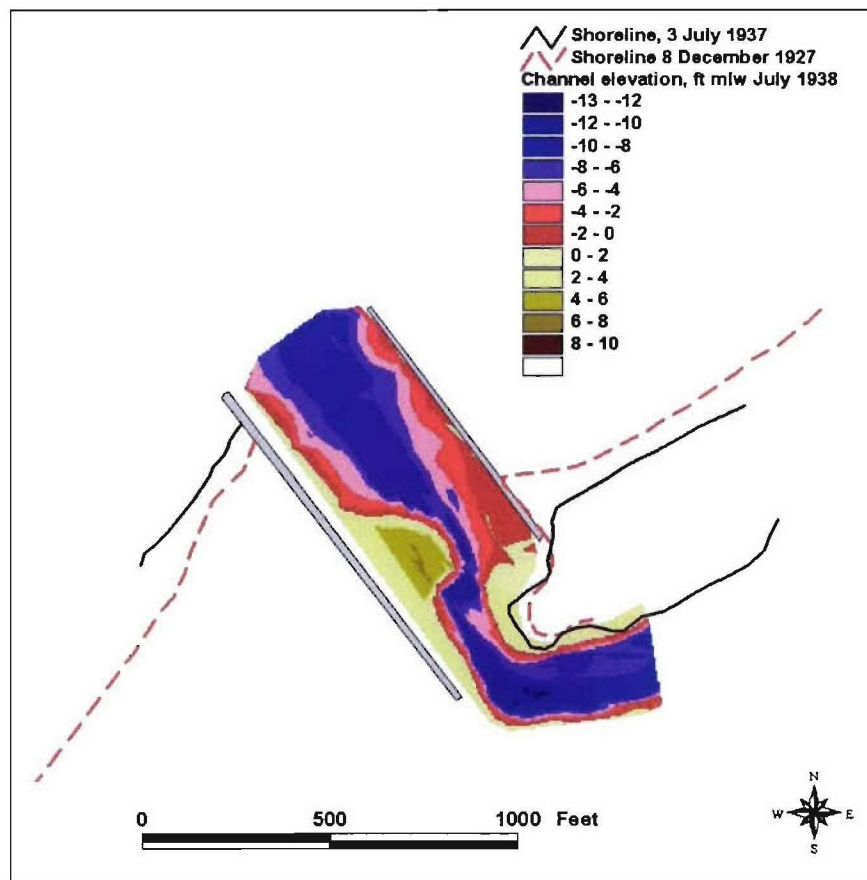 Shoreline, 3 July 1937
Shoreline 8 December 1927
Channel elevation, ft mlw July 1938
-13 - -12
-12 - -10
-10 - -8
-8 - -6
-6 - -4
-4 - -2
-2 - 0
0 - 2
2 - 4
4 - 6
6 - 8
8 - 10
N
W E
S
0 500 1000 Feet